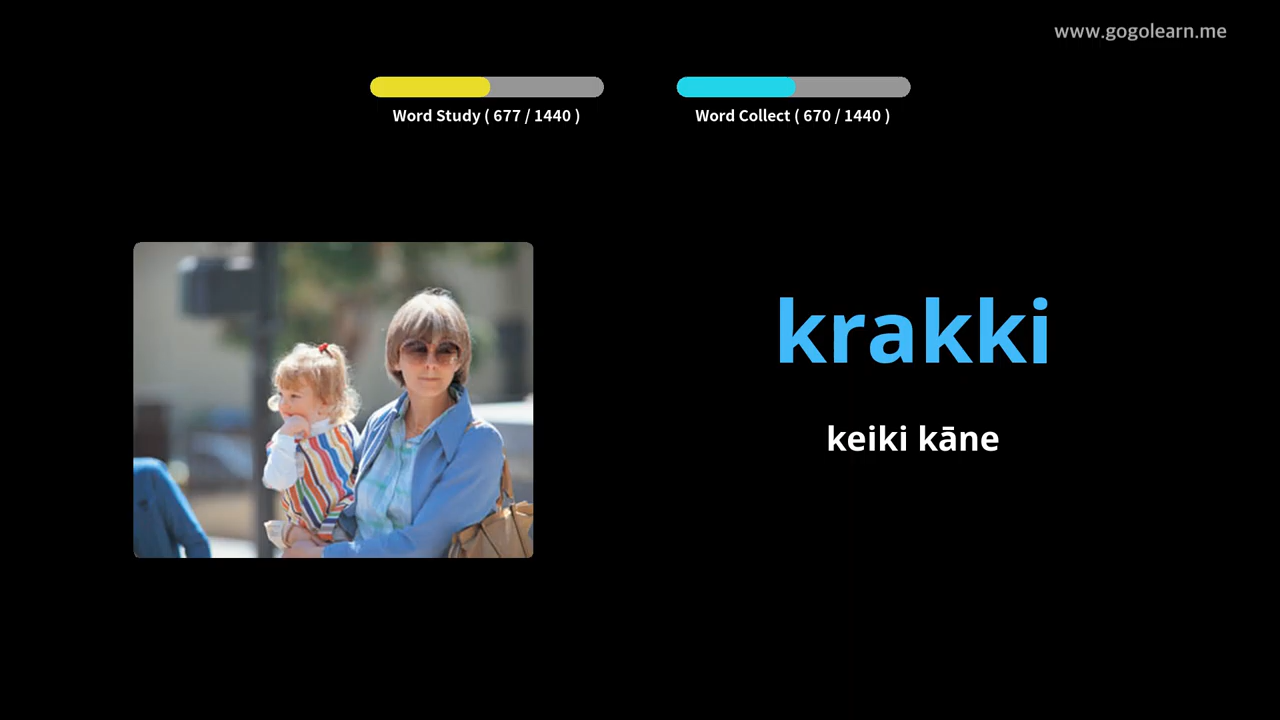 www.gogolearn.me
Word Study ( 677 / 1440 )
Word Collect ( 670 / 1440 )
krakki
keiki kāne